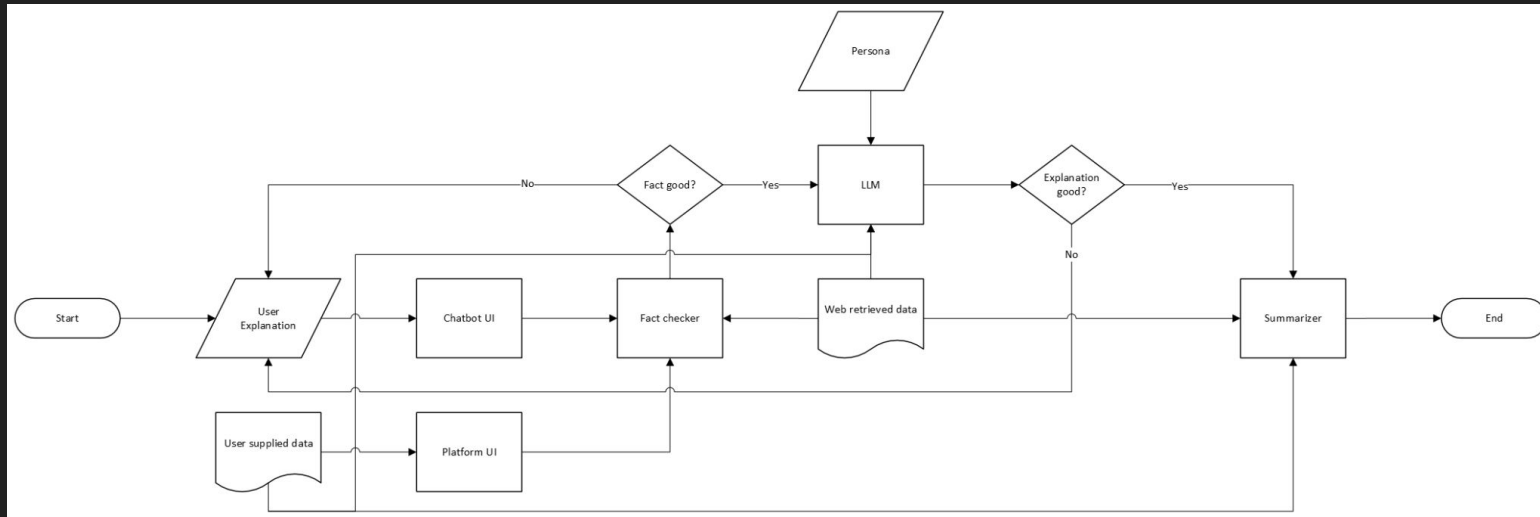 Persona
No
Fact good?
Yes
LLM
Explanation
good?
Yes
No
Start
User
Explanation
Chatbot UI
Fact checker
Web retrieved data
Summarizer
End
User supplied data
Platform UI